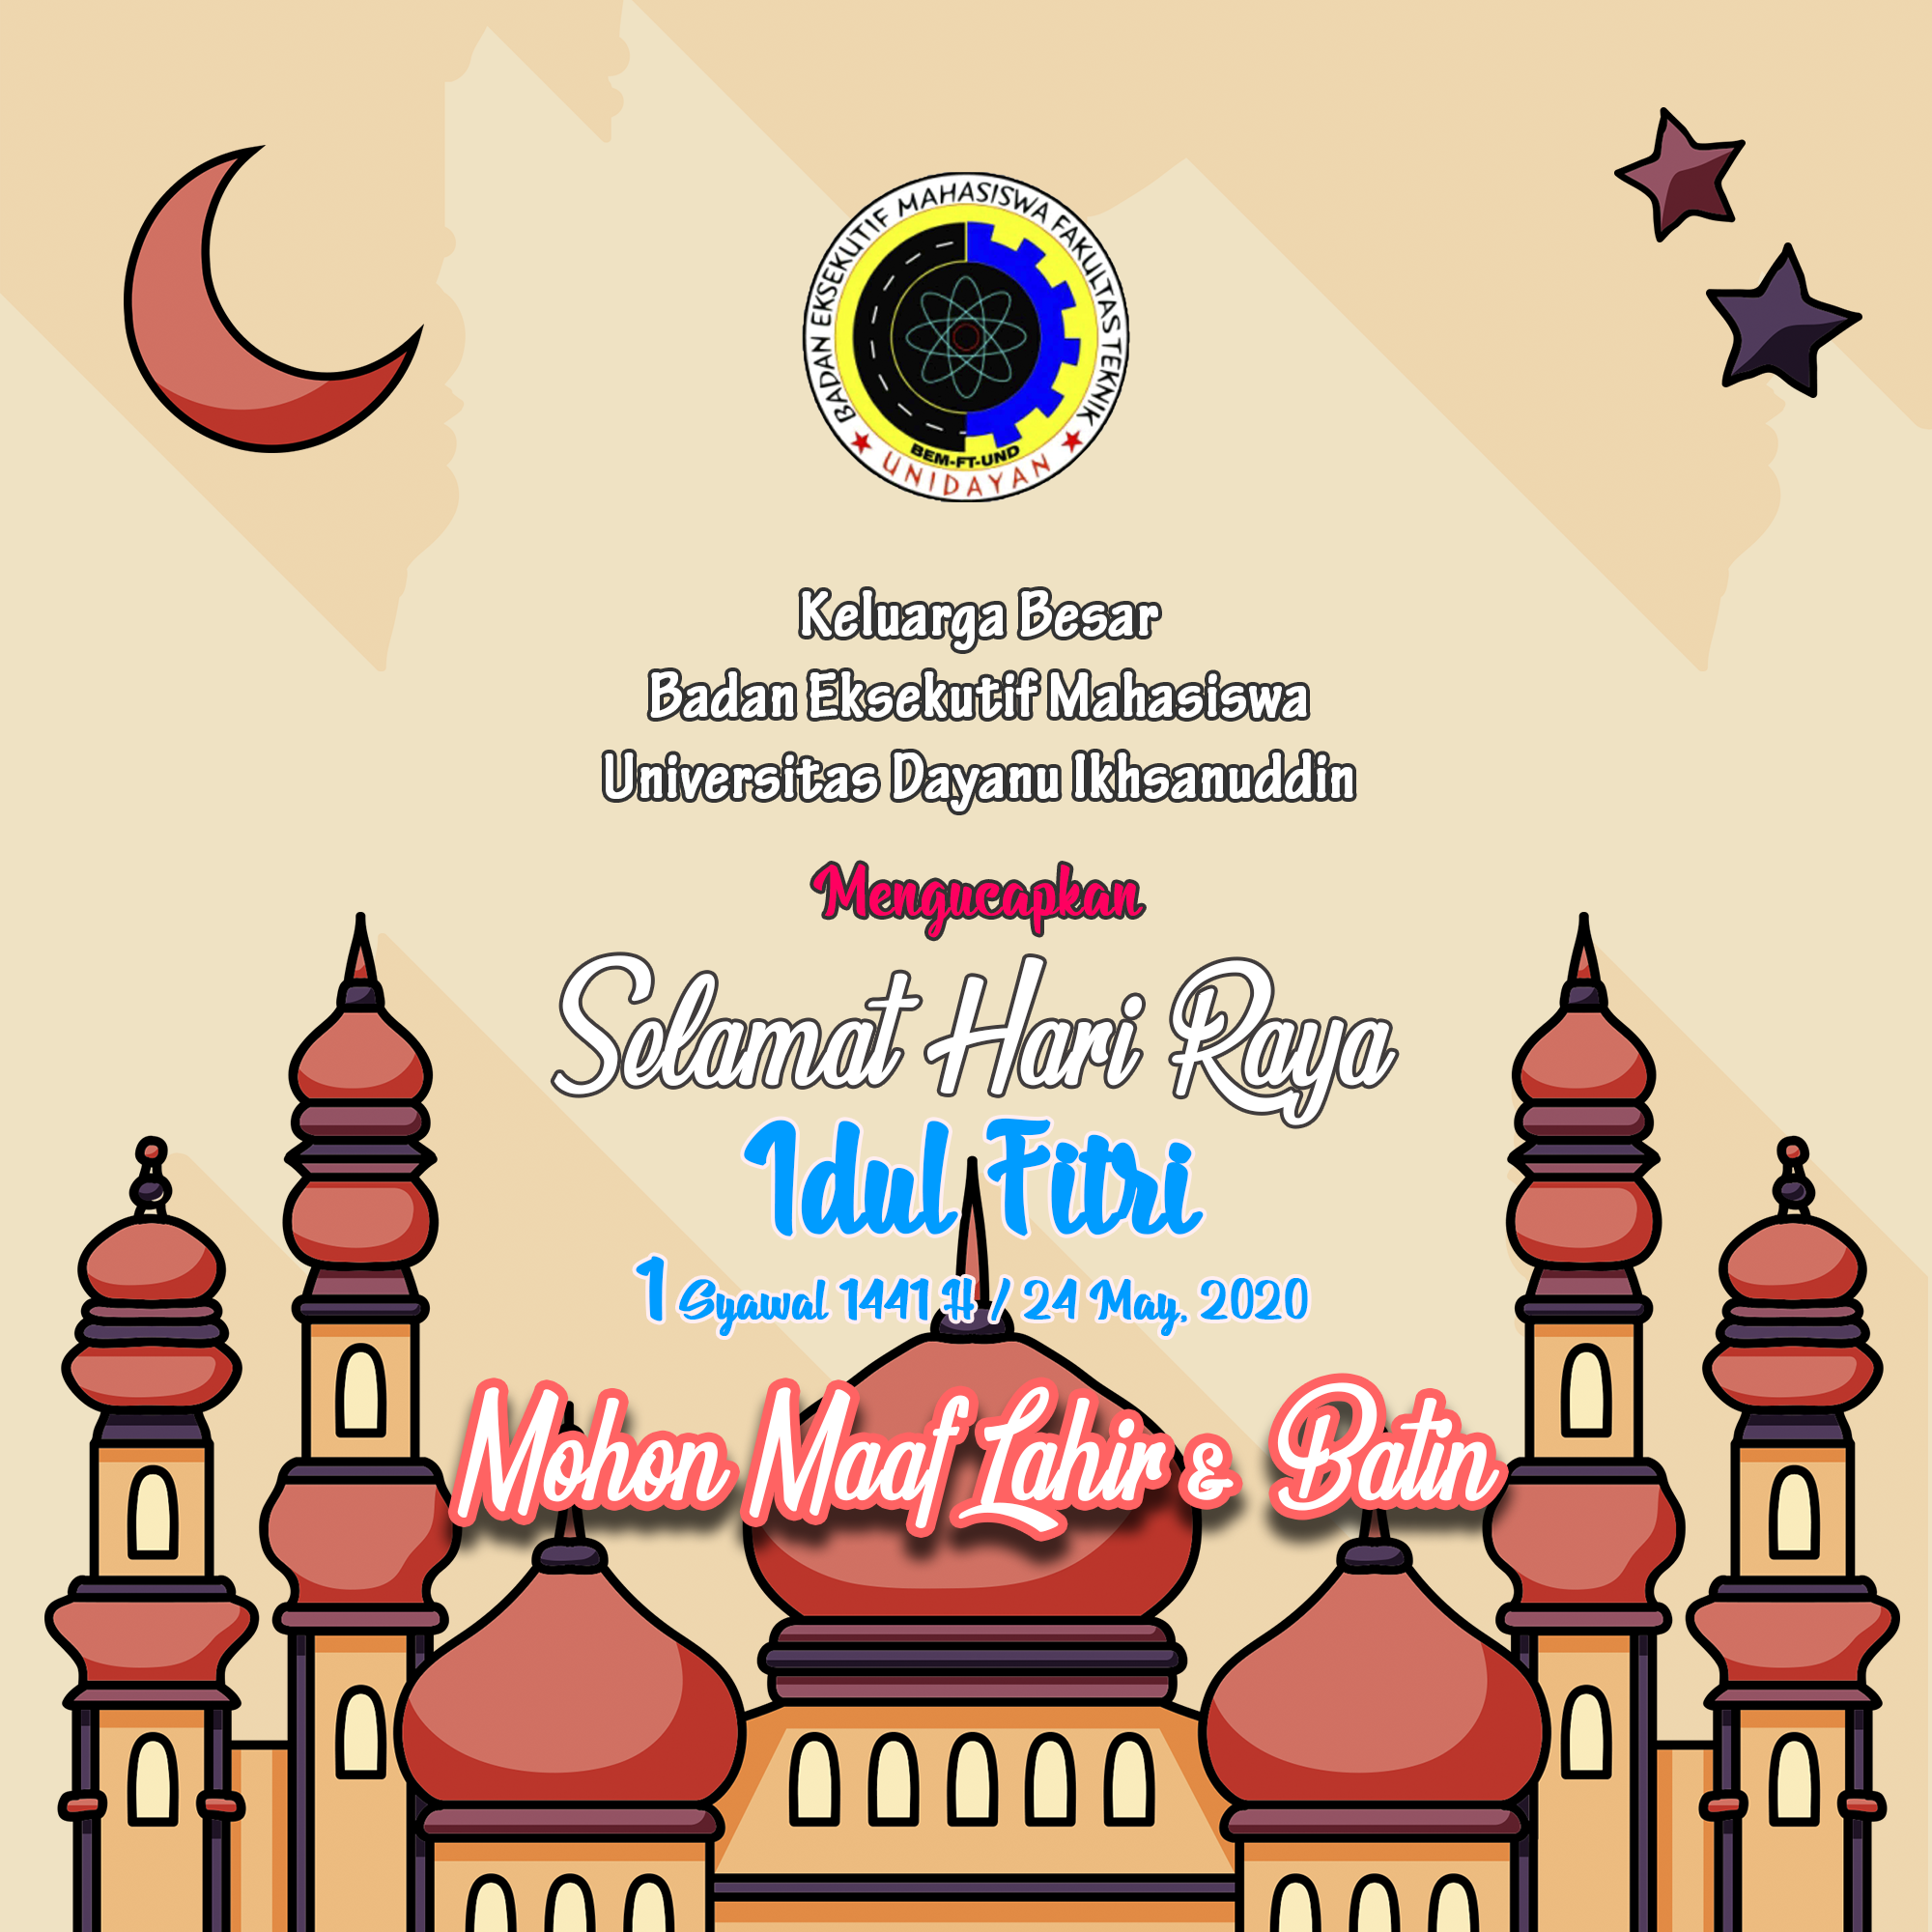 BADAN EKSEKUTIF MAHASISWA FAKULTAS TEKNIK
BEM-FT-UND
UNIDAYAN
Keluarga Besar
Badan Eksekutif Mahasiswa
Universitas Dayanu Ikhsanuddin
Mengucapkan
Selamat Hari Raya
Idul Fitri
1 Syawal 1441 H / 24 May, 2020
Mohon Maaf Lahir & Batin